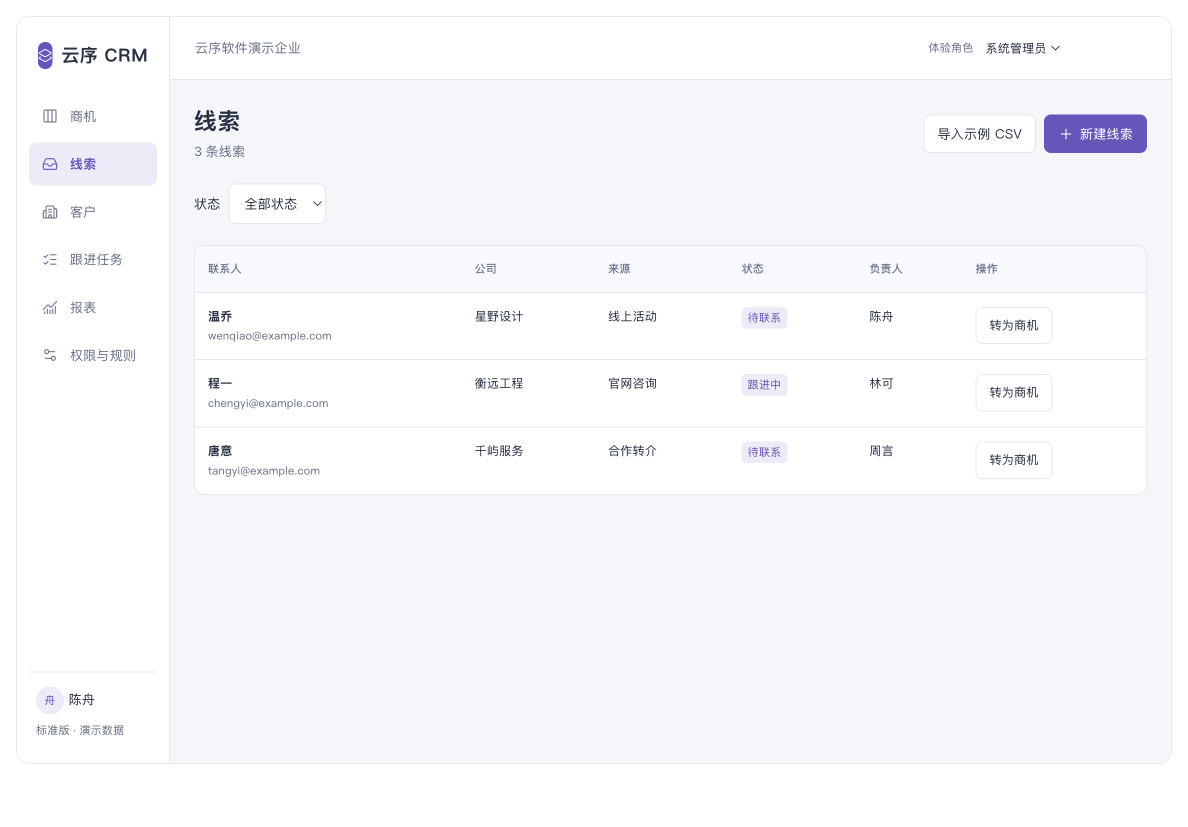 云序 CRM
云序软件演示企业
体验角色 系统管理员
商机
线索
客户
跟进任务
报表
权限与规则
舟 陈舟
标准版 · 演示数据
线索
3 条线索
导入示例 CSV
新建线索
状态 全部状态
联系人 公司 来源 状态 负责人 操作
温乔 星野设计 线上活动 待联系 陈舟 转为商机
wenqiao@example.com
程一 衡远工程 官网咨询 跟进中 林可 转为商机
chengyi@example.com
唐意 千屿服务 合作转介 待联系 周言 转为商机
tangyi@example.com